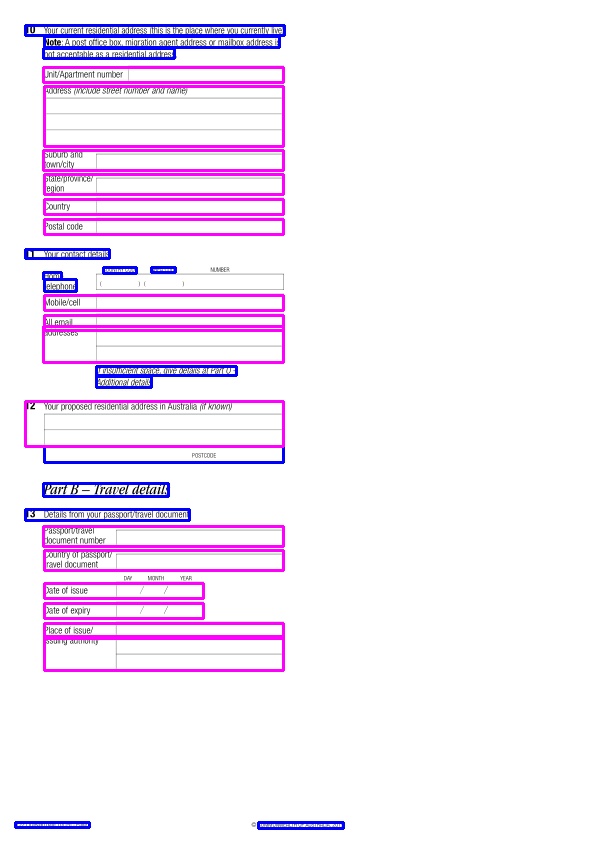 10 Your current residential address (this is the place where you currently live)
Note: A post office box, migration agent address or mailbox address is
not acceptable as a residential address
Unit/Apartment number
Address (include street number and name)
Suburb and
town/city
State/province/
region
Country
Postal code
11 Your contact details
NUMBER
telephone ( ) ( )
Mobile/cell
All email
addresses
If insufficient space, give details at Part O –
Additional details
12 Your proposed residential address in Australia (if known)
POSTCODE
Part B – Travel details
13 Details from your passport/travel document
Passport/travel
document number
Country of passport/
travel document
DAY MONTH YEAR
Date of issue / /
Date of expiry / /
Place of issue/
issuing authority
©